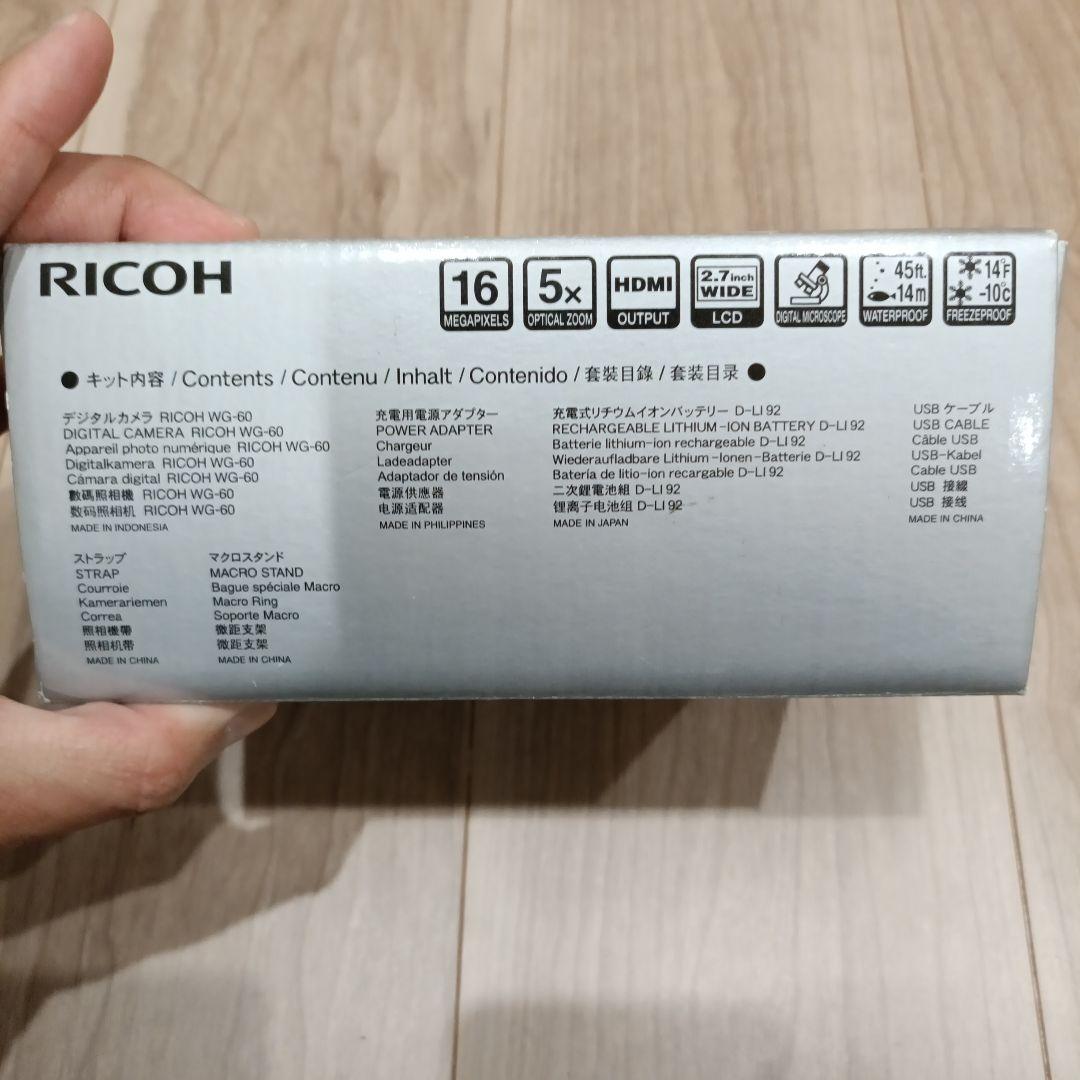 RICOH
16
MEGAPIXELS
5x
OPTICAL ZOOM
HDMI
OUTPUT
2.7inch
WIDE
LCD
DIGITAL MICROSCOPE
45ft.
14m
WATERPROOF
14°F
-10°C
FREEZEPROOF
● キット内容 / Contents / Contenu / Inhalt / Contenido / 套裝目錄 / 套装目录 ●
デジタルカメラ RICOH WG-60
DIGITAL CAMERA RICOH WG-60
Appareil photo numérique RICOH WG-60
Digitalkamera RICOH WG-60
Cámara digital RICOH WG-60
數碼照相機 RICOH WG-60
数码照相机 RICOH WG-60
MADE IN INDONESIA
充電用電源アダプター
POWER ADAPTER
Chargeur
Ladeadapter
Adaptador de tensión
電源供應器
电源适配器
MADE IN PHILIPPINES
充電式リチウムイオンバッテリー D-LI 92
RECHARGEABLE LITHIUM-ION BATTERY D-LI 92
Batterie lithium-ion rechargeable D-LI 92
Wiederaufladbare Lithium-Ionen-Batterie D-LI 92
Batería de litio-ion recargable D-LI 92
二次鋰電池組 D-LI 92
锂离子电池组 D-LI 92
MADE IN JAPAN
USB ケーブル
USB CABLE
Câble USB
USB-Kabel
Cable USB
USB 接線
USB 接线
MADE IN CHINA
ストラップ
STRAP
Courroie
Kamerariemen
Correa
照相機帶
照相机带
MADE IN CHINA
マクロスタンド
MACRO STAND
Bague spéciale Macro
Macro Ring
Soporte Macro
微距支架
微距支架
MADE IN CHINA